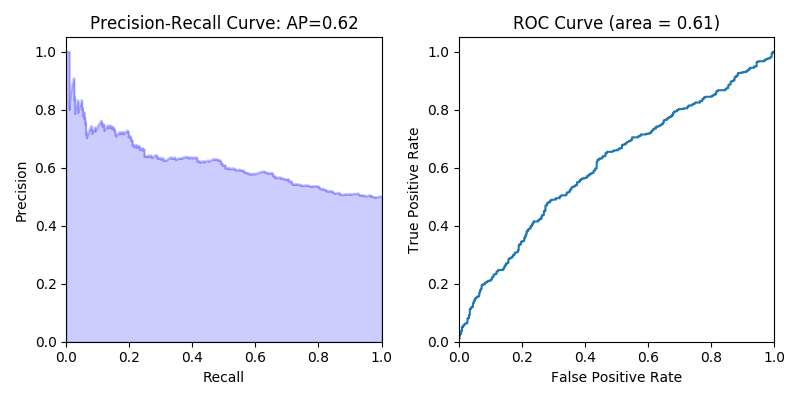 Precision-Recall Curve: AP=0.62
1.0
0.8
0.6
0.4
0.2
0.0
Precision
0.0 0.2 0.4 0.6 0.8 1.0
Recall
ROC Curve (area = 0.61)
1.0
0.8
0.6
0.4
0.2
0.0
True Positive Rate
0.0 0.2 0.4 0.6 0.8 1.0
False Positive Rate